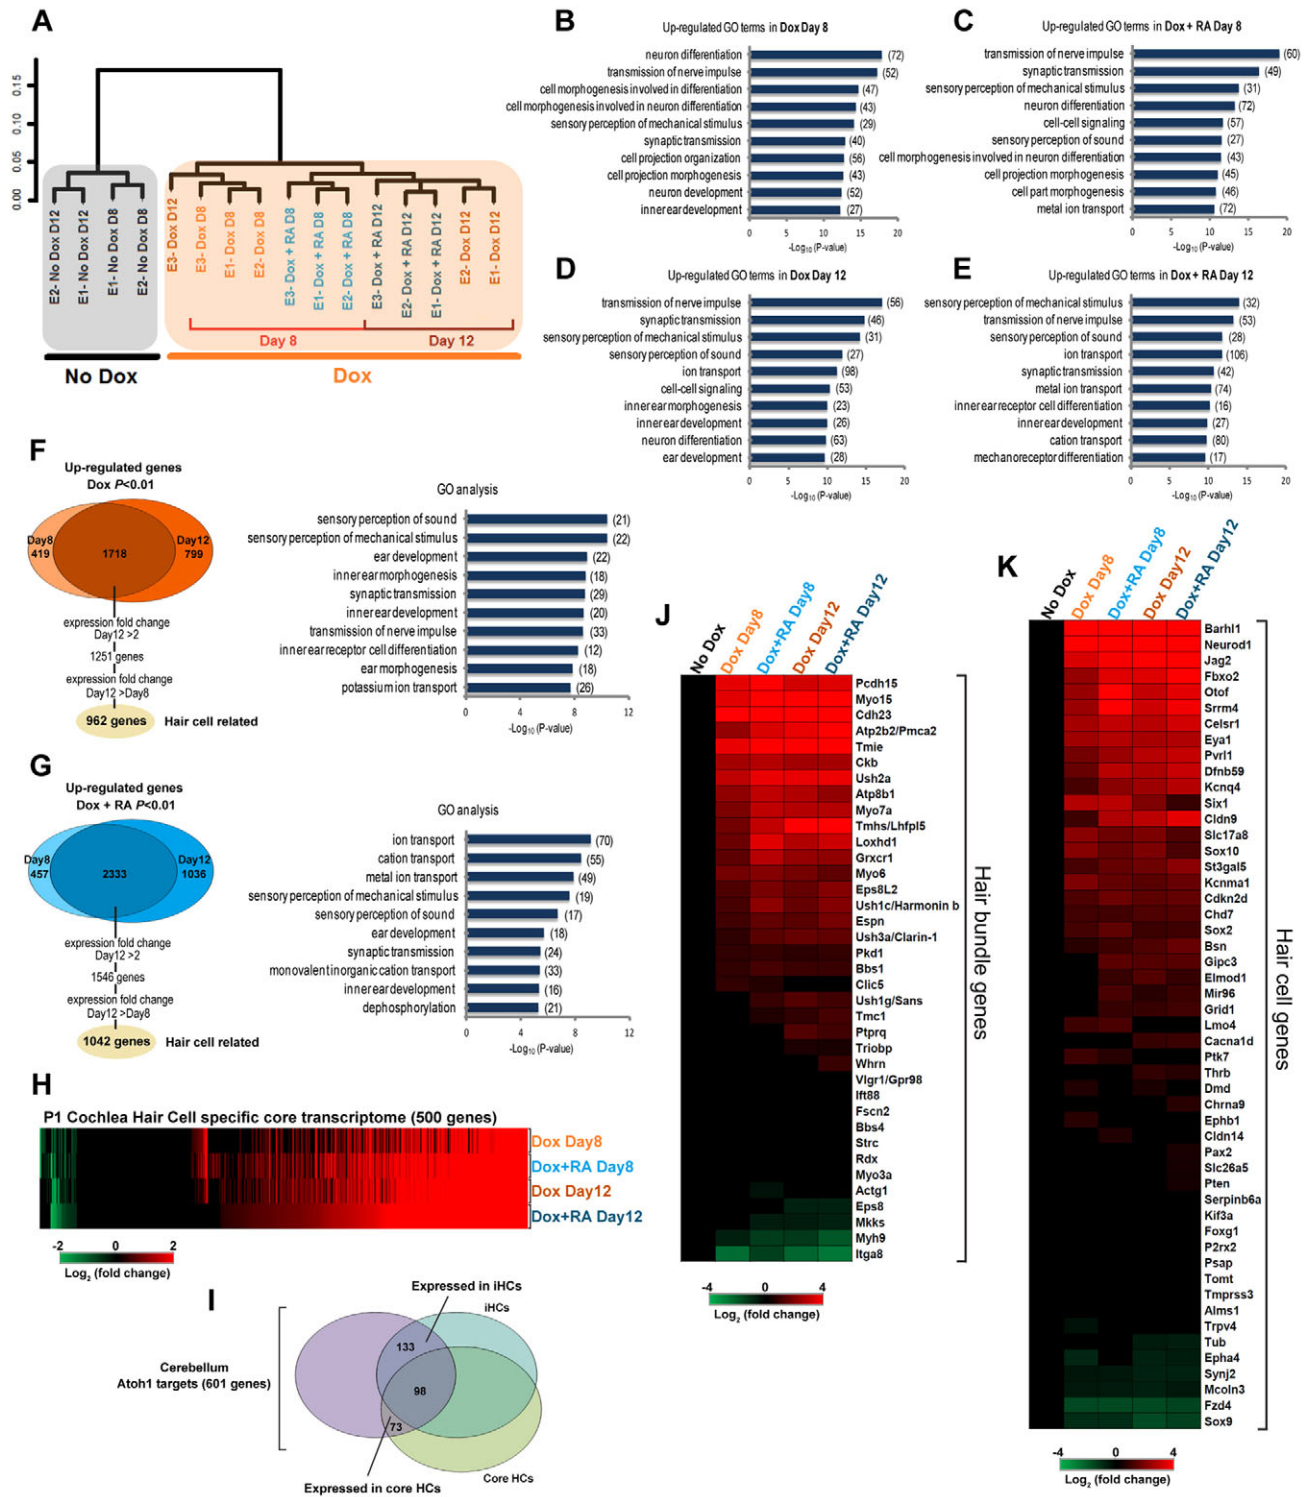 A
0.00 0.05 0.10 0.15
E2- No Dox D12
E1- No Dox D12
E1- No Dox D8
E2- No Dox D8
E3- Dox D12
E3- Dox D8
E1- Dox D8
E2- Dox D8
E3- Dox + RA D8
E1- Dox + RA D8
E2- Dox + RA D8
E3- Dox + RA D12
E2- Dox + RA D12
E1- Dox + RA D12
E2- Dox D12
E1- Dox D12
Day 8
Day 12
No Dox
Dox
B
Up-regulated GO terms in Dox Day 8
neuron differentiation (72)
transmission of nerve impulse (52)
cell morphogenesis involved in differentiation (47)
cell morphogenesis involved in neuron differentiation (43)
sensory perception of mechanical stimulus (29)
synaptic transmission (40)
cell projection organization (56)
cell projection morphogenesis (43)
neuron development (52)
inner ear development (27)
0 5 10 15 20
-Log10 (P-value)
C
Up-regulated GO terms in Dox + RA Day 8
transmission of nerve impulse (60)
synaptic transmission (49)
sensory perception of mechanical stimulus (31)
neuron differentiation (72)
cell-cell signaling (57)
sensory perception of sound (27)
cell morphogenesis involved in neuron differentiation (43)
cell projection morphogenesis (45)
cell part morphogenesis (46)
metal ion transport (72)
0 5 10 15 20
-Log10 (P-value)
D
Up-regulated GO terms in Dox Day 12
transmission of nerve impulse (56)
synaptic transmission (46)
sensory perception of mechanical stimulus (31)
sensory perception of sound (27)
ion transport (98)
cell-cell signaling (53)
inner ear morphogenesis (23)
inner ear development (26)
neuron differentiation (63)
ear development (28)
0 5 10 15 20
-Log10 (P-value)
E
Up-regulated GO terms in Dox + RA Day 12
sensory perception of mechanical stimulus (32)
transmission of nerve impulse (53)
sensory perception of sound (28)
ion transport (106)
synaptic transmission (42)
metal ion transport (74)
inner ear receptor cell differentiation (16)
inner ear development (27)
cation transport (80)
mechanoreceptor differentiation (17)
0 5 10 15 20
-Log10 (P-value)
F
Up-regulated genes
Dox P<0.01
Day8
419
1718
Day12
799
expression fold change
Day12 >2
1251 genes
expression fold change
Day12 >Day8
962 genes
Hair cell related
GO analysis
sensory perception of sound (21)
sensory perception of mechanical stimulus (22)
ear development (22)
inner ear morphogenesis (18)
synaptic transmission (29)
inner ear development (20)
transmission of nerve impulse (33)
inner ear receptor cell differentiation (12)
ear morphogenesis (18)
potassium ion transport (26)
0 4 8 12
-Log10 (P-value)
G
Up-regulated genes
Dox + RA P<0.01
Day8
457
2333
Day12
1036
expression fold change
Day12 >2
1546 genes
expression fold change
Day12 >Day8
1042 genes
Hair cell related
GO analysis
ion transport (70)
cation transport (55)
metal ion transport (49)
sensory perception of mechanical stimulus (19)
sensory perception of sound (17)
ear development (18)
synaptic transmission (24)
monovalent inorganic cation transport (33)
inner ear development (16)
dephosphorylation (21)
0 4 8 12
-Log10 (P-value)
H
P1 Cochlea Hair Cell specific core transcriptome (500 genes)
Dox Day8
Dox+RA Day8
Dox Day12
Dox+RA Day12
-2 0 2
Log2 (fold change)
I
Expressed in iHCs
iHCs
133
98
73
Cerebellum
Atoh1 targets (601 genes)
Expressed in core HCs
Core HCs
J
No Dox
Dox Day8
Dox+RA Day8
Dox Day12
Dox+RA Day12
Pcdh15
Myo15
Cdh23
Atp2b2/Pmca2
Tmie
Ckb
Ush2a
Atp8b1
Myo7a
Tmhs/Lhfpl5
Loxhd1
Grxcr1
Myo6
Eps8L2
Ush1c/Harmonin b
Espn
Ush3a/Clarin-1
Pkd1
Bbs1
Clic5
Ush1g/Sans
Tmc1
Ptprq
Triobp
Whrn
Vlgr1/Gpr98
Ift88
Fscn2
Bbs4
Strc
Rdx
Myo3a
Actg1
Eps8
Mkks
Myh9
Itga8
Hair bundle genes
-4 0 4
Log2 (fold change)
K
No Dox
Dox Day8
Dox+RA Day8
Dox Day12
Dox+RA Day12
Barhl1
Neurod1
Jag2
Fbxo2
Otof
Srrm4
Celsr1
Eya1
Pvrl1
Dfnb59
Kcnq4
Six1
Cldn9
Slc17a8
Sox10
St3gal5
Kcnma1
Cdkn2d
Chd7
Sox2
Bsn
Gipc3
Elmod1
Mir96
Grid1
Lmo4
Cacna1d
Ptk7
Thrb
Dmd
Chrna9
Ephb1
Cldn14
Pax2
Slc26a5
Pten
Serpinb6a
Kif3a
Foxg1
P2rx2
Psap
Tomt
Tmprss3
Alms1
Trpv4
Tub
Epha4
Synj2
Mcoln3
Fzd4
Sox9
Hair cell genes
-4 0 4
Log2 (fold change)